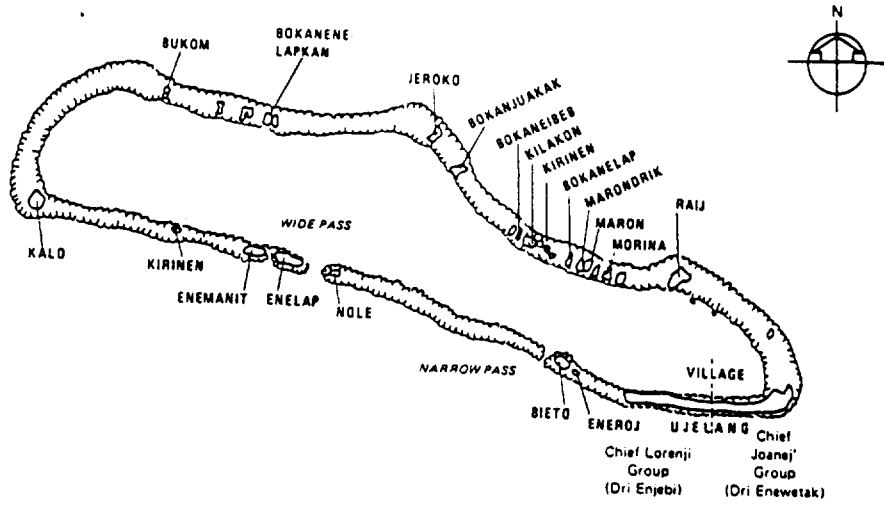 N
BUKOM
BOKANENE
LAPKAN
JEROKO
BOKANJUAKAK
BOKANEIBEB
KILAKON
KIRINEN
BOKANELAP
MARONDRIK
MARON
MORINA
RAIJ
WIDE PASS
KALO
KIRINEN
ENEMANIT
ENELAP
NOLE
NARROW PASS
VILLAGE
BIETO
ENEROJ
UJELANG
Chief Lorenji
Group
(Dri Enjebi)
Chief
Joanej'
Group
(Dri Enewetak)